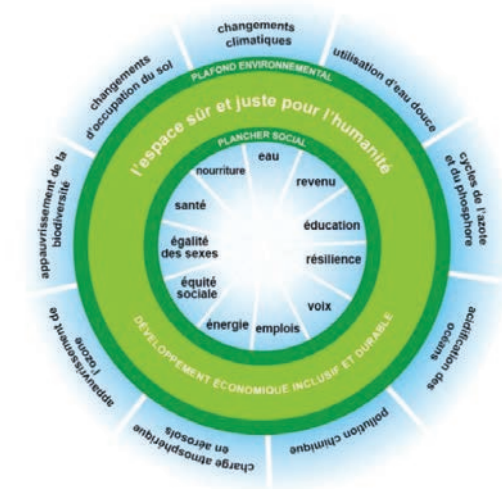 changements
climatiques
utilisation d'eau douce
cycles de l'azote
et du phosphore
acidification des
océans
pollution chimique
charge atmosphérique
en aérosols
appauvrissement de
l'ozone
appauvrissement de la
biodiversité
changements
d'occupation du sol
PLAFOND ENVIRONNEMENTAL
l'espace sûr et juste pour l'humanité
PLANCHER SOCIAL
eau
revenu
éducation
résilience
voix
emplois
énergie
équité
sociale
égalité
des sexes
santé
nourriture
DÉVELOPPEMENT ÉCONOMIQUE INCLUSIF ET DURABLE